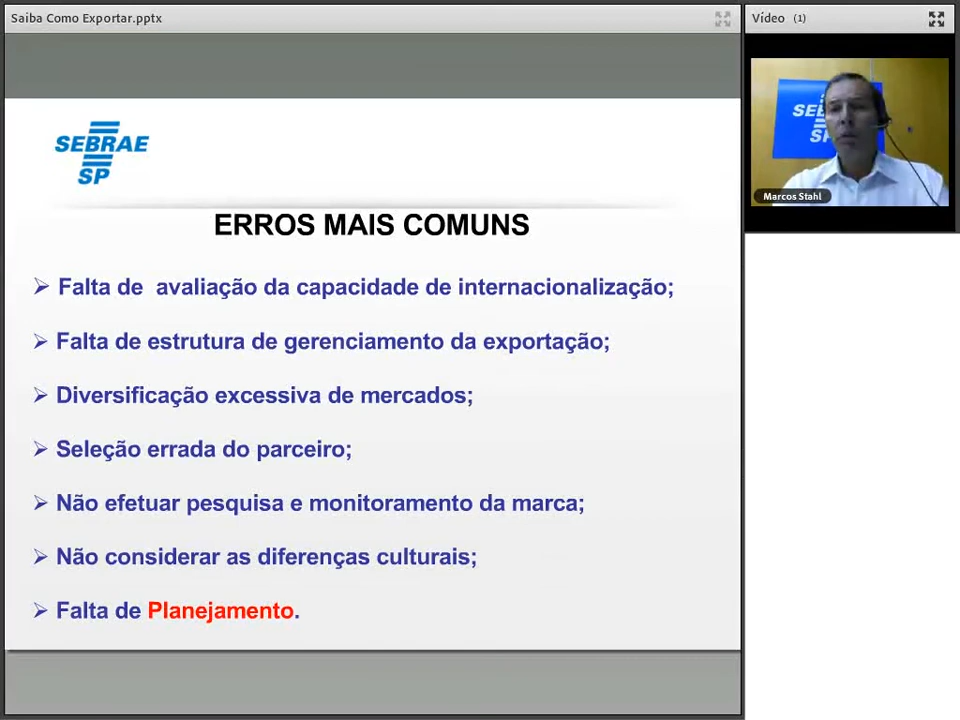 Saiba Como Exportar.pptx
Vídeo (1)
SEBRAE
SP
SEB
SP
Marcos Stahl
ERROS MAIS COMUNS
Falta de avaliação da capacidade de internacionalização;
Falta de estrutura de gerenciamento da exportação;
Diversificação excessiva de mercados;
Seleção errada do parceiro;
Não efetuar pesquisa e monitoramento da marca;
Não considerar as diferenças culturais;
Falta de Planejamento.